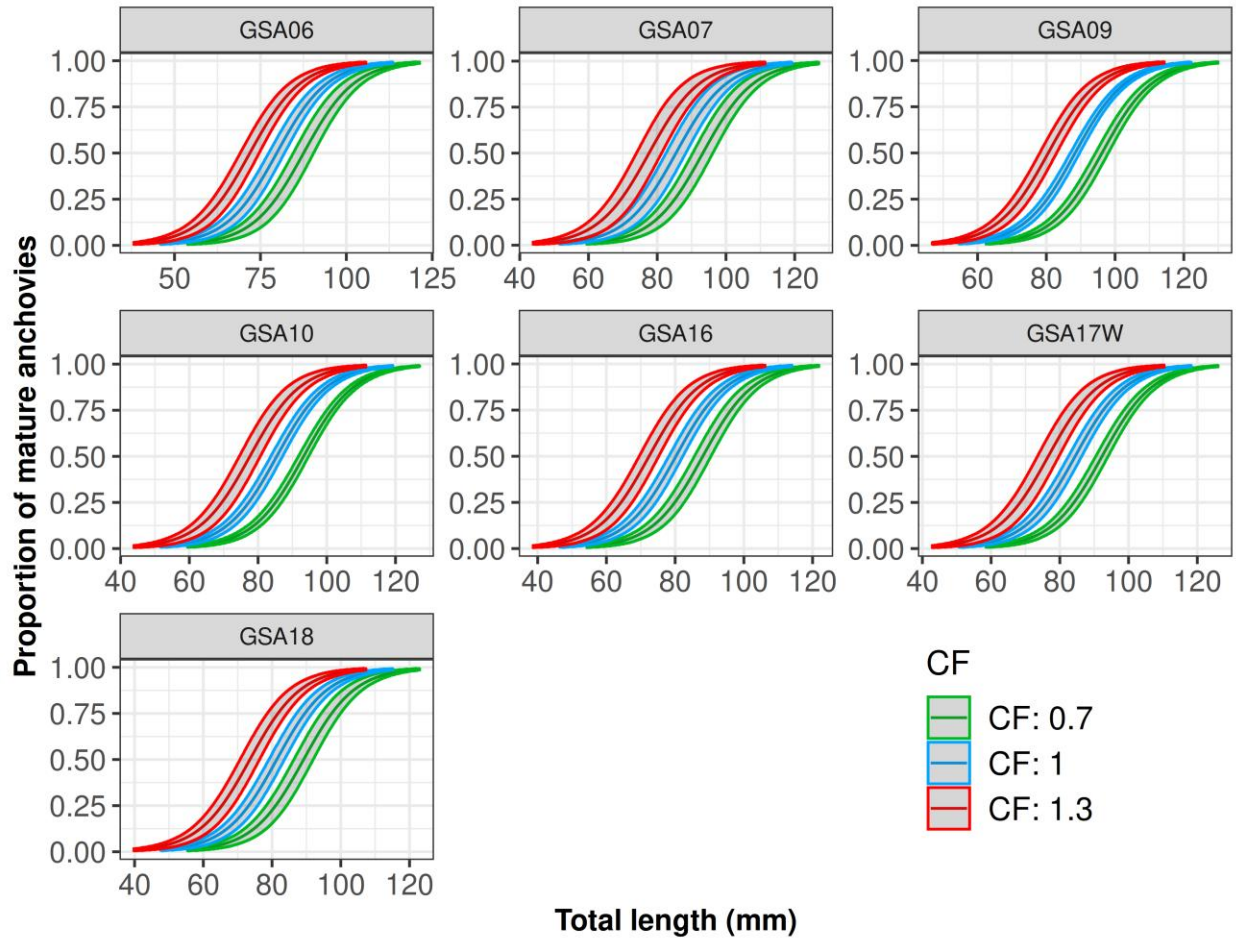 GSA06 GSA07 GSA09
1.00 1.00 1.00
0.75 0.75 0.75
0.50 0.50 0.50
0.25 0.25 0.25
0.00 0.00 0.00
50 75 100 125 40 60 80 100 120 60 80 100 120
GSA10 GSA16 GSA17W
1.00 1.00 1.00
0.75 0.75 0.75
0.50 0.50 0.50
0.25 0.25 0.25
0.00 0.00 0.00
40 60 80 100 120 40 60 80 100 120 40 60 80 100 120
GSA18
1.00
0.75
0.50
0.25
0.00
40 60 80 100 120
Proportion of mature anchovies
Total length (mm)
CF
CF: 0.7
CF: 1
CF: 1.3